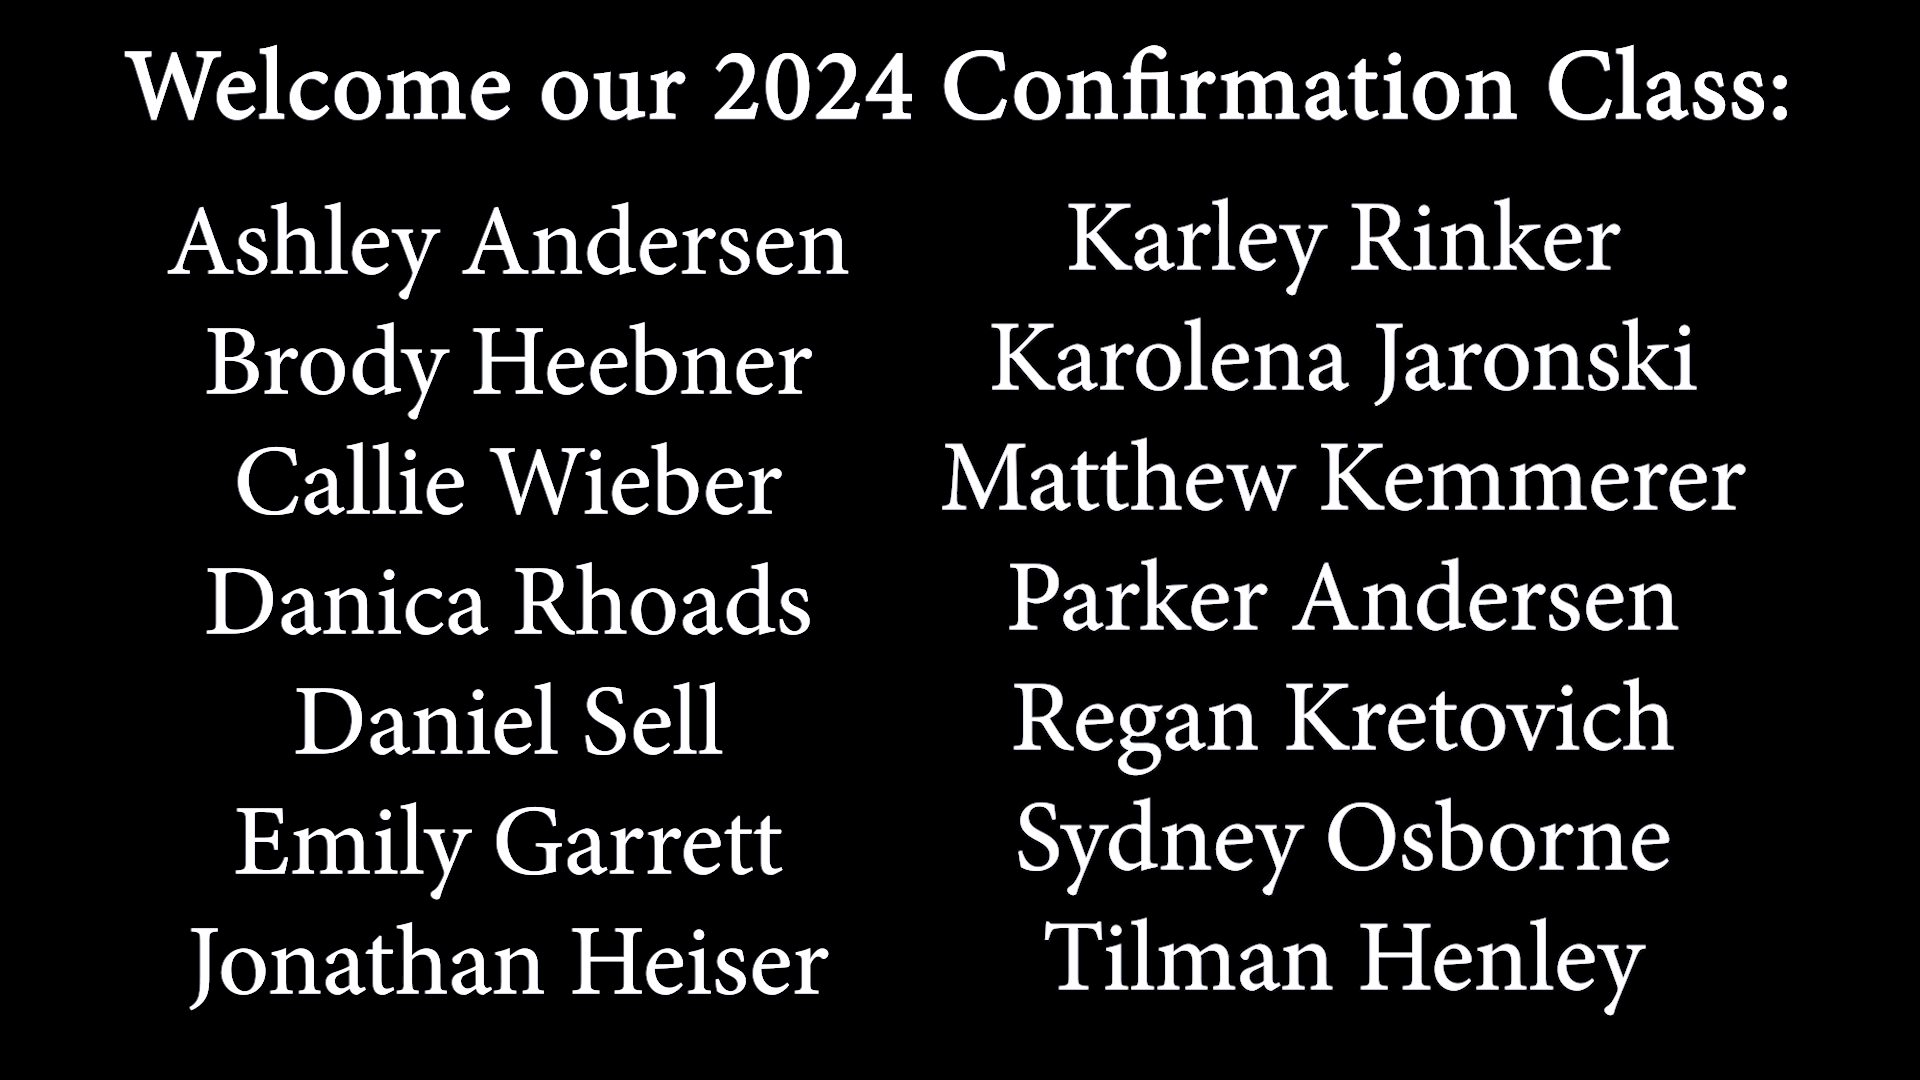 Welcome our 2024 Confirmation Class:
Ashley Andersen
Brody Heebner
Callie Wieber
Danica Rhoads
Daniel Sell
Emily Garrett
Jonathan Heiser
Karley Rinker
Karolena Jaronski
Matthew Kemmerer
Parker Andersen
Regan Kretovich
Sydney Osborne
Tilman Henley